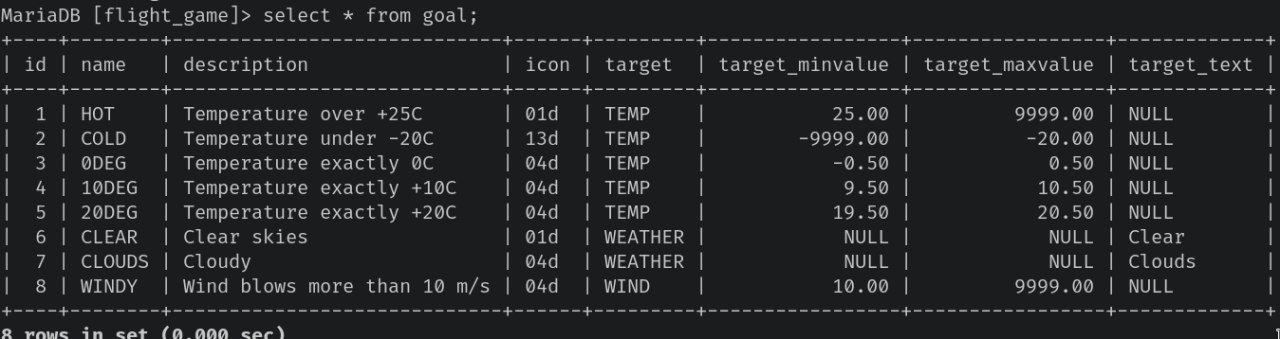 MariaDB [flight_game]> select * from goal;
+----+--------+-----------------------------+------+---------+-----------------+-----------------+-------------+
| id | name   | description                 | icon | target  | target_minvalue | target_maxvalue | target_text |
+----+--------+-----------------------------+------+---------+-----------------+-----------------+-------------+
|  1 | HOT    | Temperature over +25C       | 01d  | TEMP    |           25.00 |         9999.00 | NULL        |
|  2 | COLD   | Temperature under -20C      | 13d  | TEMP    |        -9999.00 |          -20.00 | NULL        |
|  3 | 0DEG   | Temperature exactly 0C      | 04d  | TEMP    |           -0.50 |            0.50 | NULL        |
|  4 | 10DEG  | Temperature exactly +10C    | 04d  | TEMP    |            9.50 |           10.50 | NULL        |
|  5 | 20DEG  | Temperature exactly +20C    | 04d  | TEMP    |           19.50 |           20.50 | NULL        |
|  6 | CLEAR  | Clear skies                 | 01d  | WEATHER |            NULL |            NULL | Clear       |
|  7 | CLOUDS | Cloudy                      | 04d  | WEATHER |            NULL |            NULL | Clouds      |
|  8 | WINDY  | Wind blows more than 10 m/s | 04d  | WIND    |           10.00 |         9999.00 | NULL        |
+----+--------+-----------------------------+------+---------+-----------------+-----------------+-------------+
8 rows in set (0.000 sec)